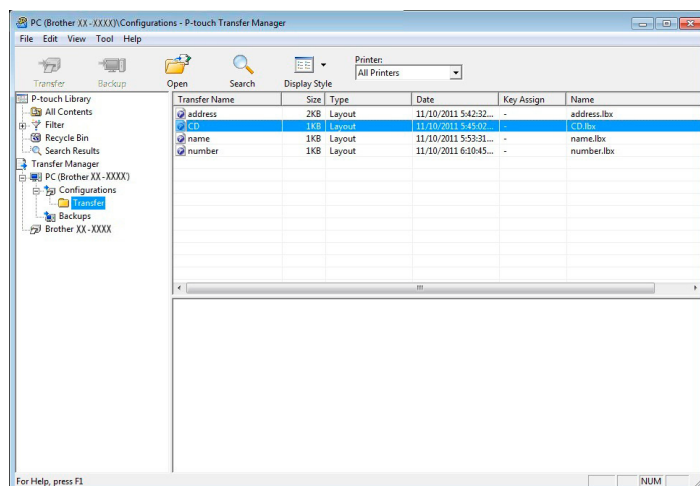 PC (Brother XX-XXXX)\Configurations - P-touch Transfer Manager
File Edit View Tool Help
Transfer Backup Open Search Display Style
Printer:
All Printers
P-touch Library
All Contents
Filter
Recycle Bin
Search Results
Transfer Manager
PC (Brother XX-XXXX)
Configurations
Transfer
Backups
Brother XX-XXXX
Transfer Name Size Type Date Key Assign Name
address 2KB Layout 11/10/2011 5:42:32... - address.lbx
CD 1KB Layout 11/10/2011 5:45:02... - CD.lbx
name 1KB Layout 11/10/2011 5:53:31... - name.lbx
number 1KB Layout 11/10/2011 6:10:45... - number.lbx
For Help, press F1
NUM